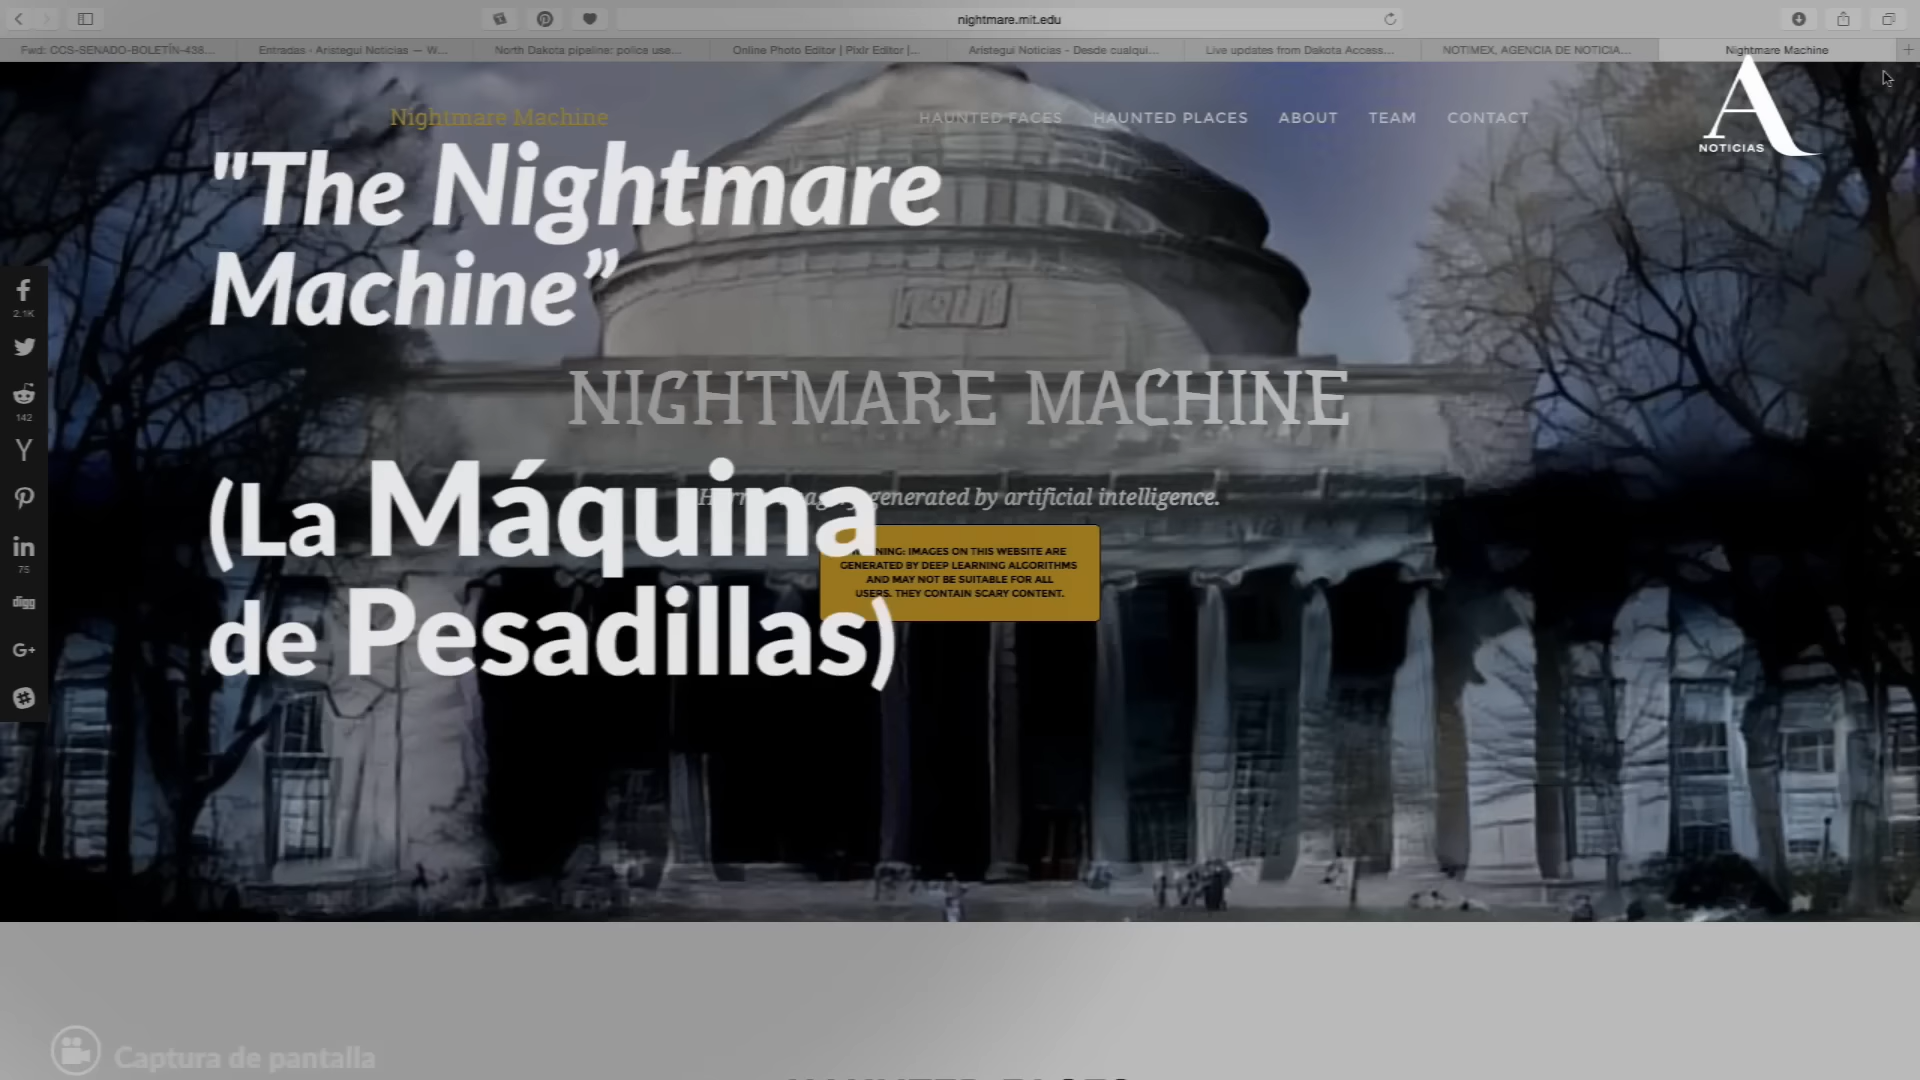 nightmare.mit.edu
Fwd: CCS-SENADO-BOLETÍN-438...
Entradas ‹ Aristegui Noticias — W...
North Dakota pipeline: police use...
Online Photo Editor | Pixlr Editor |...
Aristegui Noticias - Desde cualqui...
Live updates from Dakota Access...
NOTIMEX, AGENCIA DE NOTICIA...
Nightmare Machine
Nightmare Machine
HAUNTED FACES
HAUNTED PLACES
ABOUT
TEAM
CONTACT
A
NOTICIAS
"The Nightmare
Machine”
2.1K
NIGHTMARE MACHINE
142
(La Máquina
generated by artificial intelligence.
IMAGES ON THIS WEBSITE ARE
GENERATED BY DEEP LEARNING ALGORITHMS
AND MAY NOT BE SUITABLE FOR ALL
USERS. THEY CONTAIN SCARY CONTENT.
75
digg
de Pesadillas)
G+
Captura de pantalla